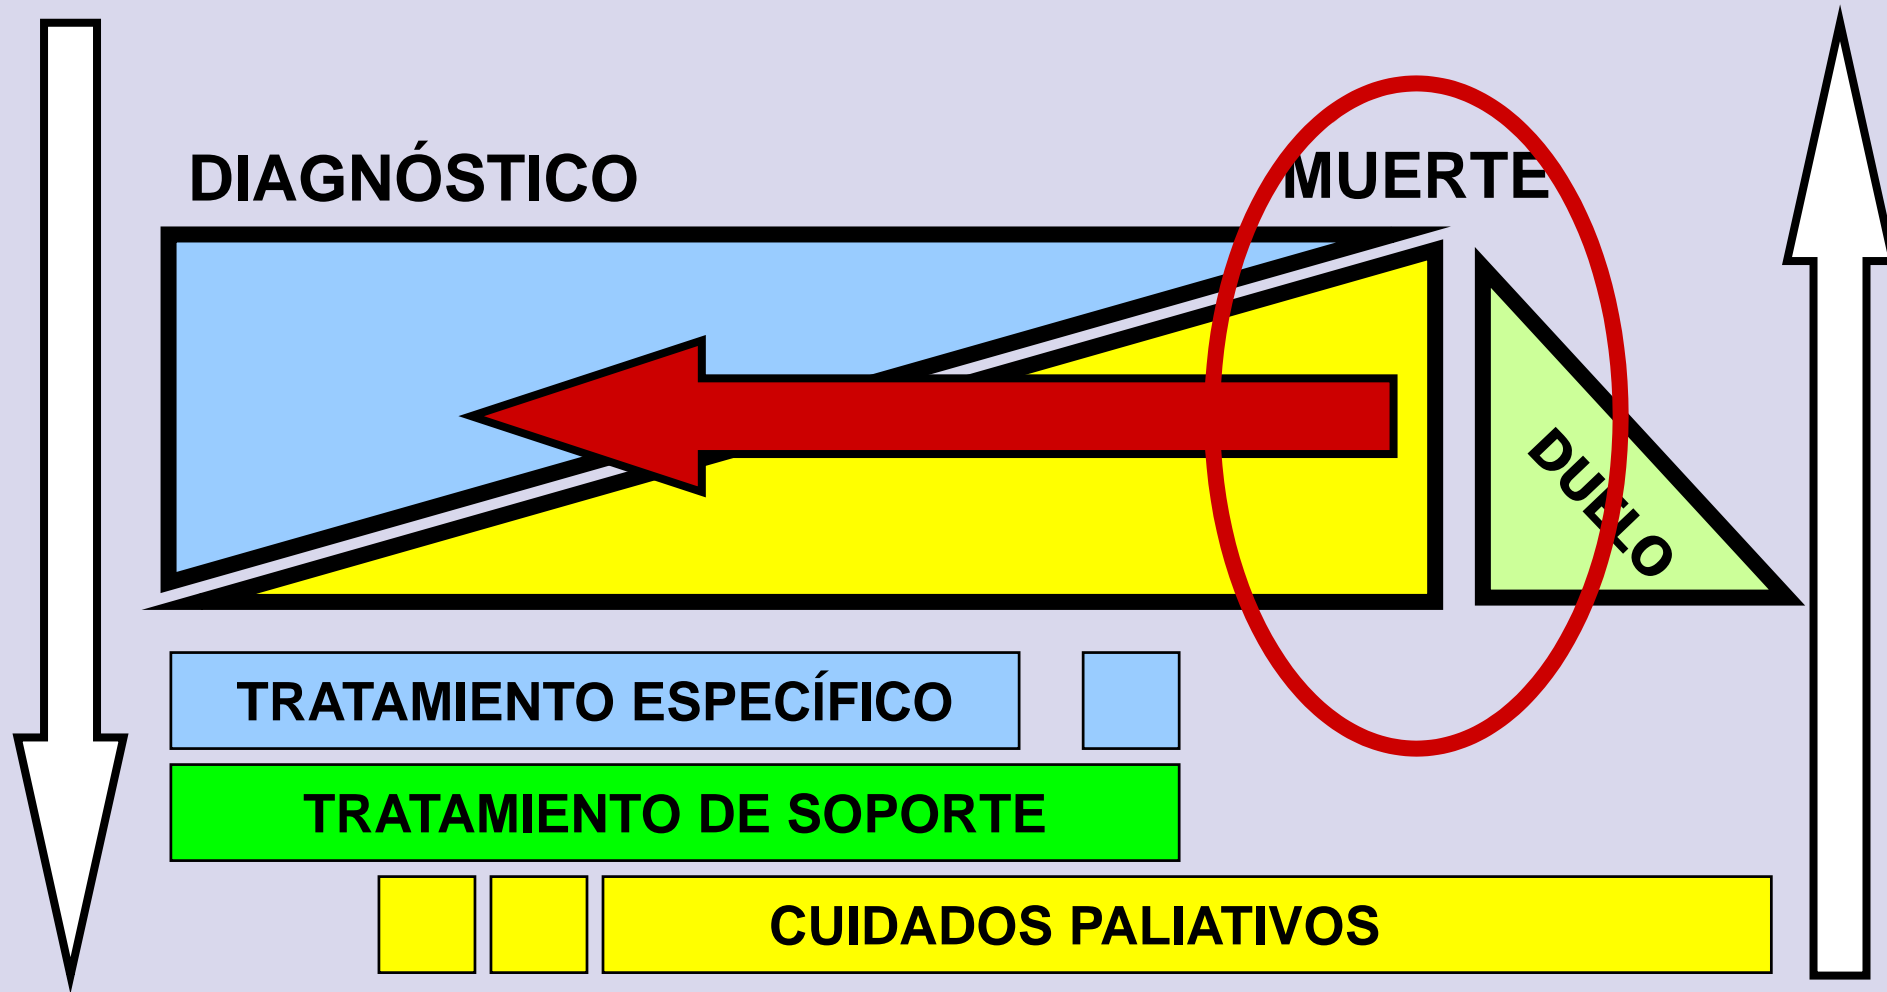 DIAGNÓSTICO
MUERTE
DUELO
TRATAMIENTO ESPECÍFICO
TRATAMIENTO DE SOPORTE
CUIDADOS PALIATIVOS